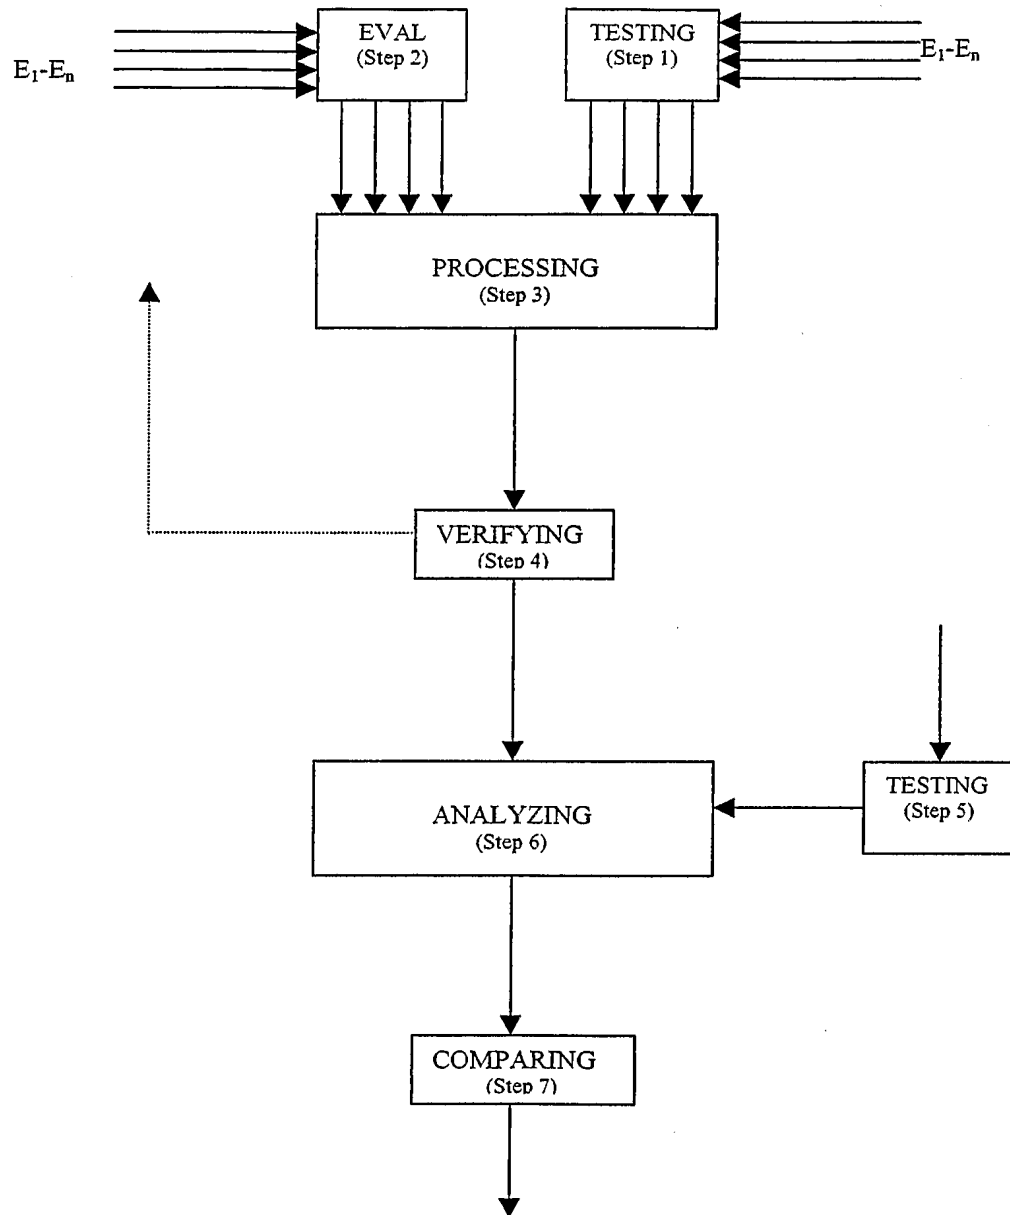 EVAL
(Step 2)
TESTING
(Step 1)
E₁-Eₙ
E₁-Eₙ
PROCESSING
(Step 3)
VERIFYING
(Step 4)
ANALYZING
(Step 6)
TESTING
(Step 5)
COMPARING
(Step 7)